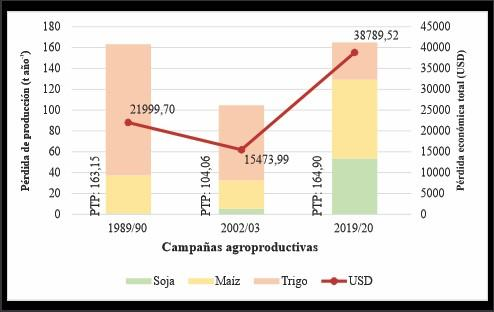 Pérdida de producción (t año⁻¹)
180
160
140
120
100
80
60
40
20
0
45000
40000
35000
30000
25000
20000
15000
10000
5000
0
Pérdida económica total (USD)
21999,70
15473,99
38789,52
PTP: 163,15
PTP: 104,06
PTP: 164,90
1989/90
2002/03
2019/20
Campañas agroproductivas
Soja
Maíz
Trigo
USD